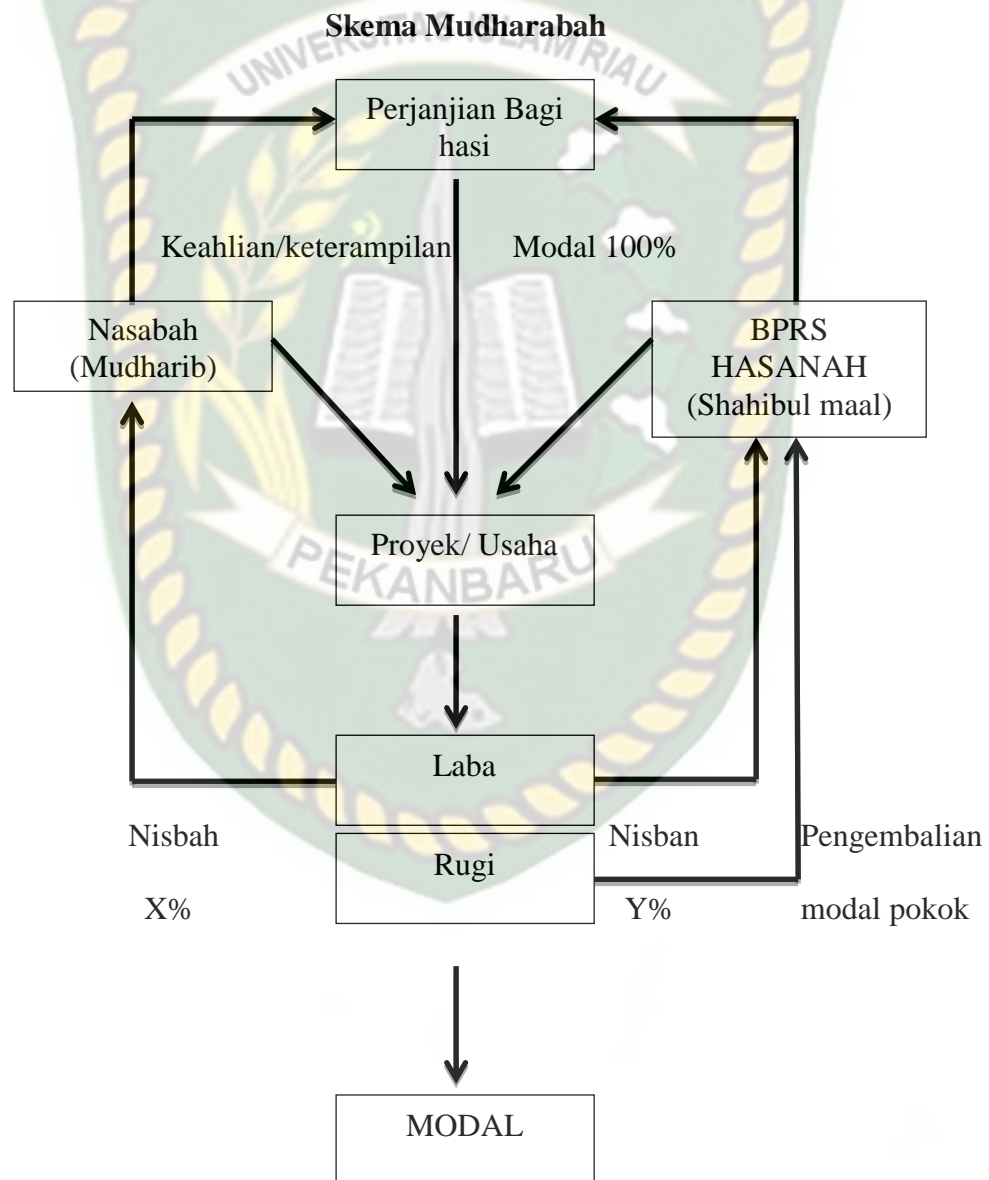 Skema Mudharabah
UNIVERSITAS ISLAM RIAU
Perjanjian Bagi
hasi
Keahlian/keterampilan
Modal 100%
Nasabah
(Mudharib)
BPRS
HASANAH
(Shahibul maal)
Proyek/ Usaha
PEKANBARU
Laba
Nisbah
Nisban
Pengembalian
Rugi
X%
Y%
modal pokok
MODAL